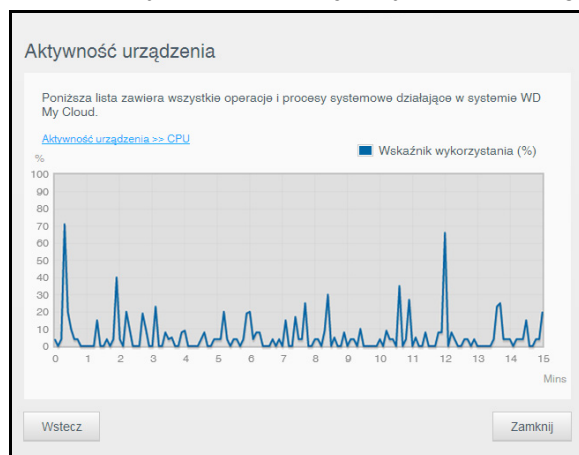 Aktywność urządzenia
Poniższa lista zawiera wszystkie operacje i procesy systemowe działające w systemie WD
My Cloud.
Aktywność urządzenia >> CPU
Wskaźnik wykorzystania (%)
%
100
90
80
70
60
50
40
30
20
10
0
0 1 2 3 4 5 6 7 8 9 10 11 12 13 14 15
Mins
Wstecz
Zamknij